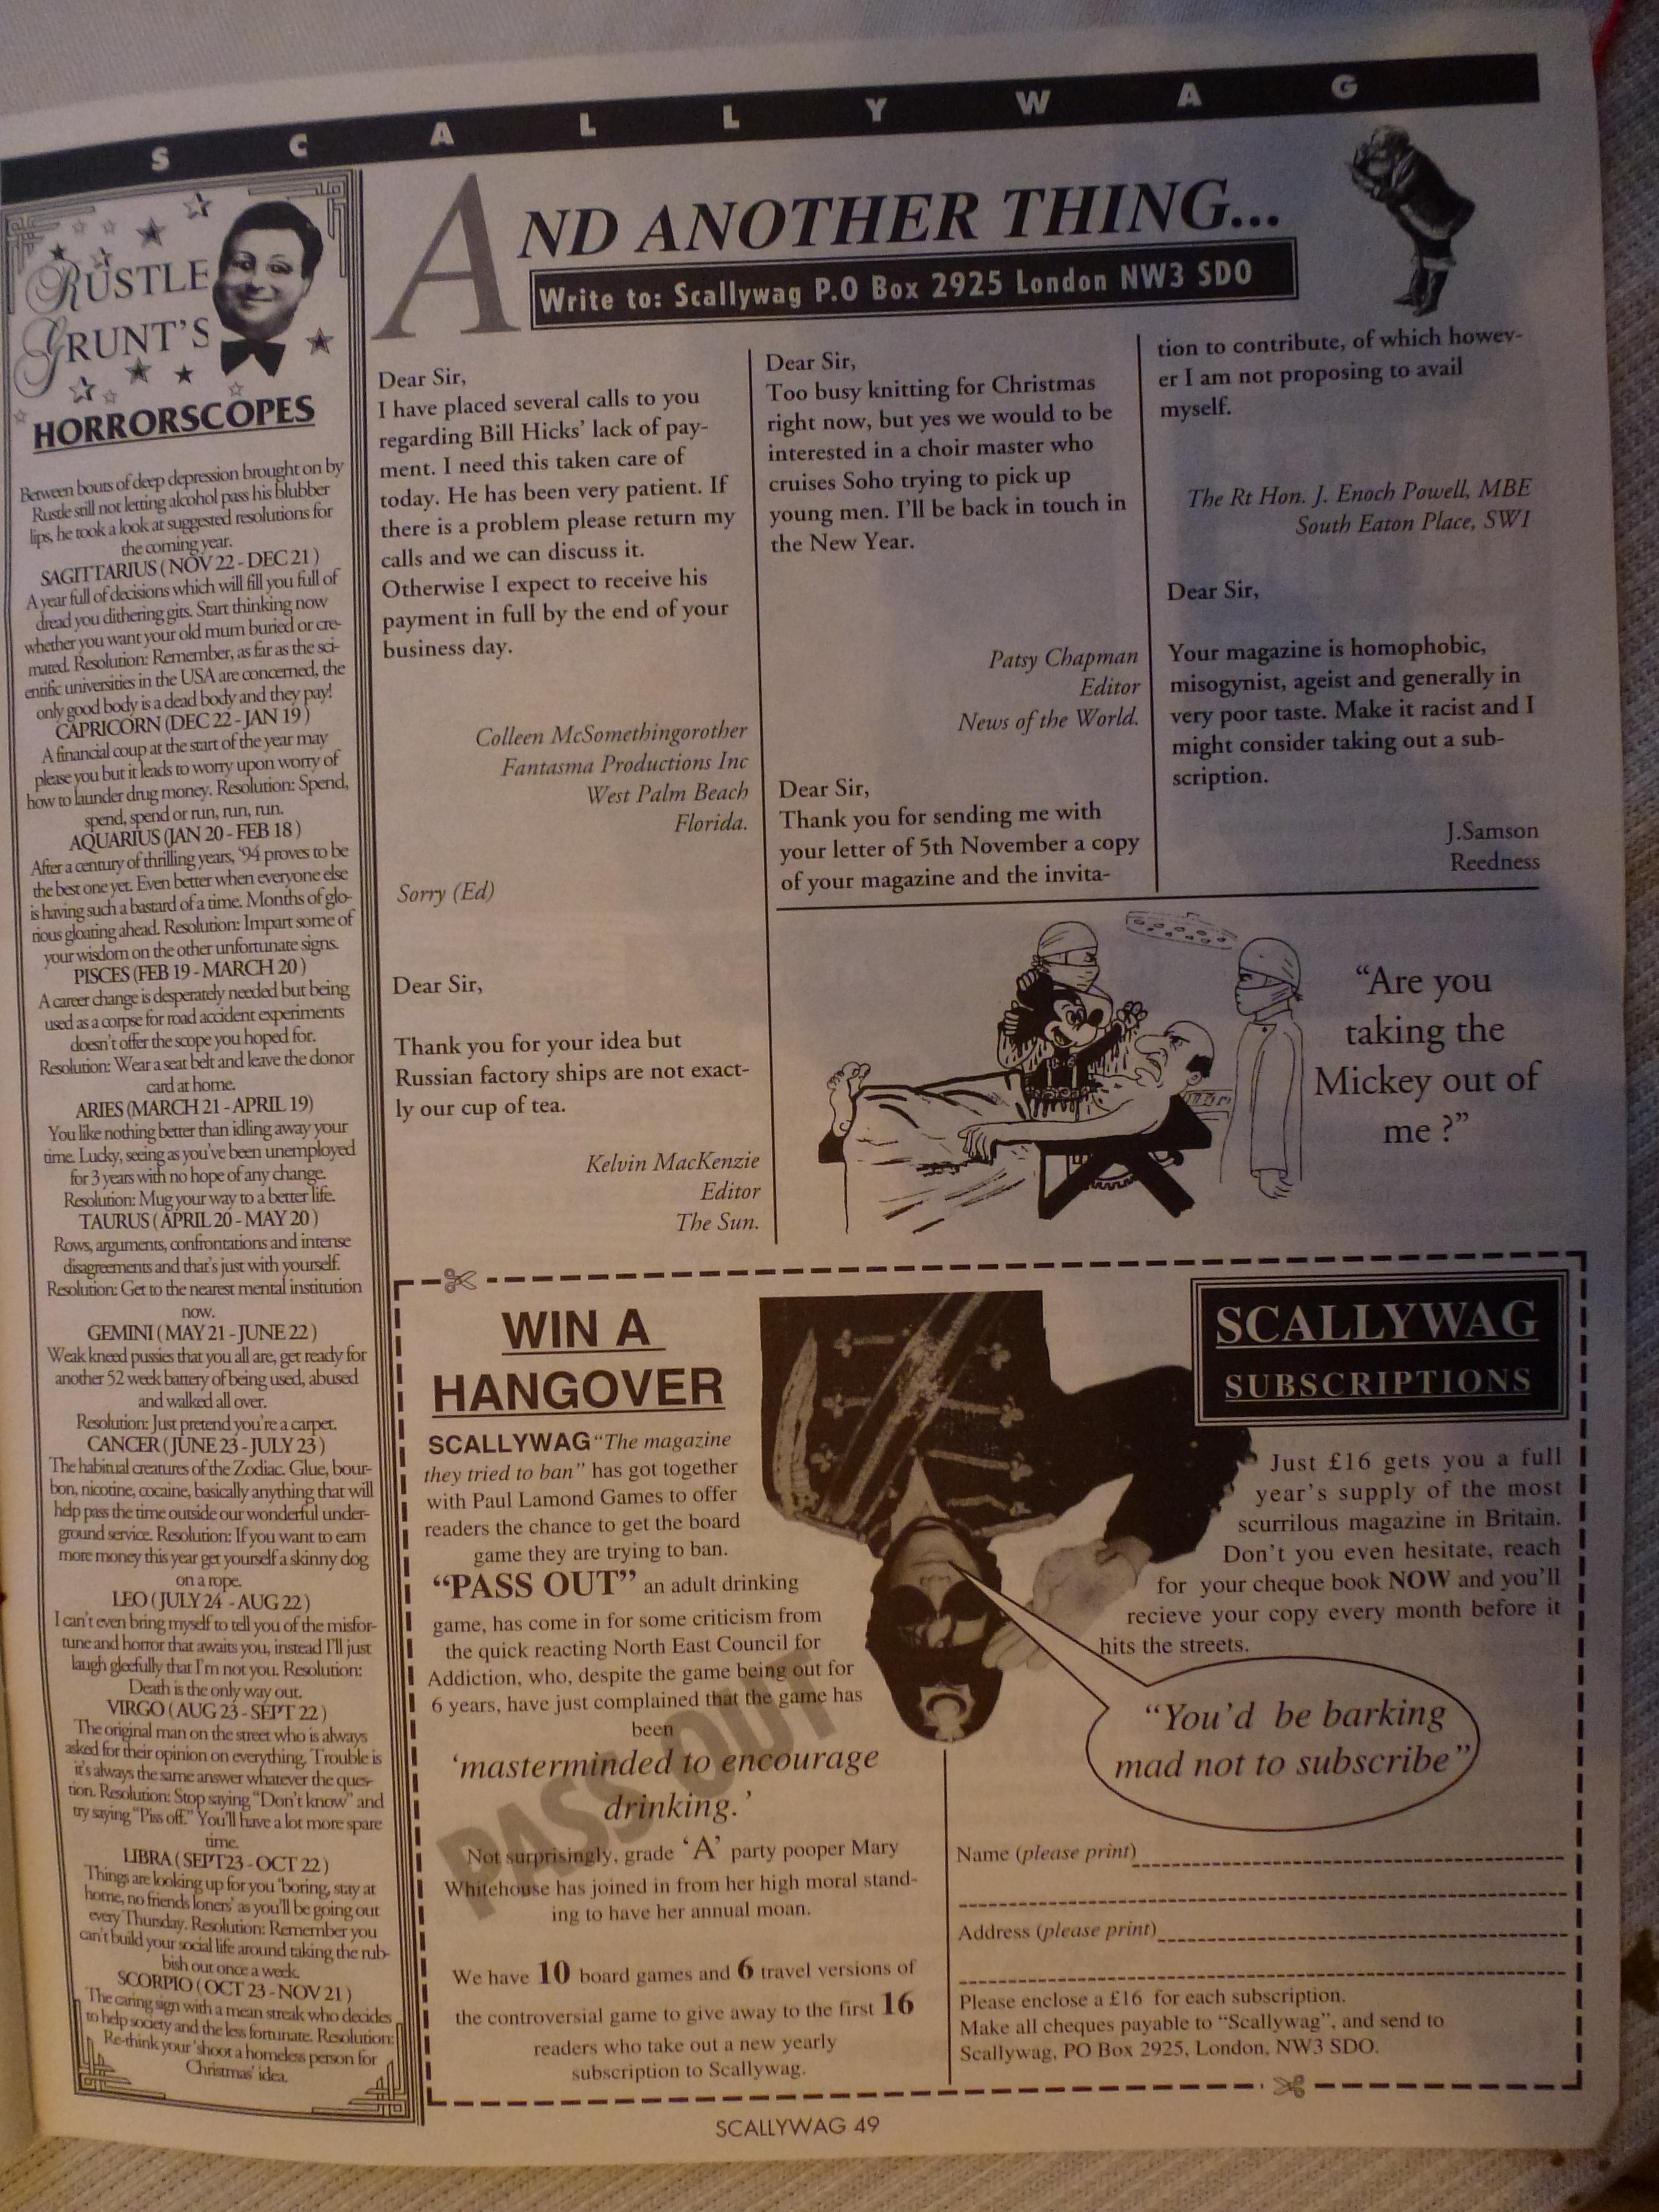 SCALLYWAG
RUSTLE
GRUNT'S
HORRORSCOPES
Between bouts of deep depression brought on by
Rustle still not letting alcohol pass his blubber
lips, he took a look at suggested resolutions for
the coming year.
SAGITTARIUS ( NOV 22 - DEC 21 )
A year full of decisions which will fill you full of
dread you dithering gits. Start thinking now
whether you want your old mum buried or cre-
mated. Resolution: Remember, as far as the sci-
entific universities in the USA are concerned, the
only good body is a dead body and they pay!
CAPRICORN (DEC 22 - JAN 19 )
A financial coup at the start of the year may
please you but it leads to worry upon worry of
how to launder drug money. Resolution: Spend,
spend, spend or run, run, run.
AQUARIUS (JAN 20 - FEB 18 )
After a century of thrilling years, '94 proves to be
the best one yet. Even better when everyone else
is having such a bastard of a time. Months of glo-
rious gloating ahead. Resolution: Impart some of
your wisdom on the other unfortunate signs.
PISCES (FEB 19 - MARCH 20 )
A career change is desperately needed but being
used as a corpse for road accident experiments
doesn't offer the scope you hoped for.
Resolution: Wear a seat belt and leave the donor
card at home.
ARIES (MARCH 21 - APRIL 19)
You like nothing better than idling away your
time. Lucky, seeing as you've been unemployed
for 3 years with no hope of any change.
Resolution: Mug your way to a better life.
TAURUS ( APRIL 20 - MAY 20 )
Rows, arguments, confrontations and intense
disagreements and that's just with yourself.
Resolution: Get to the nearest mental institution
now.
GEMINI ( MAY 21 - JUNE 22 )
Weak kneed pussies that you all are, get ready for
another 52 week battery of being used, abused
and walked all over.
Resolution: Just pretend you're a carpet.
CANCER ( JUNE 23 - JULY 23 )
The habitual creatures of the Zodiac. Glue, bour-
bon, nicotine, cocaine, basically anything that will
help pass the time outside our wonderful under-
ground service. Resolution: If you want to earn
more money this year get yourself a skinny dog
on a rope.
LEO ( JULY 24 - AUG 22 )
I can't even bring myself to tell you of the misfor-
tune and horror that awaits you, instead I'll just
laugh gleefully that I'm not you. Resolution:
Death is the only way out.
VIRGO ( AUG 23 - SEPT 22 )
The original man on the street who is always
asked for their opinion on everything. Trouble is
it's always the same answer whatever the ques-
tion. Resolution: Stop saying "Don't know" and
try saying "Piss off." You'll have a lot more spare
time.
LIBRA ( SEPT23 - OCT 22 )
Things are looking up for you 'boring, stay at
home, no friends loners' as you'll be going out
every Thursday. Resolution: Remember you
can't build your social life around taking the rub-
bish out once a week.
SCORPIO ( OCT 23 - NOV 21 )
The caring sign with a mean streak who decides
to help society and the less fortunate. Resolution:
Re-think your 'shoot a homeless person for
Christmas' idea.
AND ANOTHER THING...
Write to: Scallywag P.O Box 2925 London NW3 SDO
Dear Sir,
I have placed several calls to you
regarding Bill Hicks' lack of pay-
ment. I need this taken care of
today. He has been very patient. If
there is a problem please return my
calls and we can discuss it.
Otherwise I expect to receive his
payment in full by the end of your
business day.
Colleen McSomethingorother
Fantasma Productions Inc
West Palm Beach
Florida.
Sorry (Ed)
Dear Sir,
Thank you for your idea but
Russian factory ships are not exact-
ly our cup of tea.
Kelvin MacKenzie
Editor
The Sun.
Dear Sir,
Too busy knitting for Christmas
right now, but yes we would to be
interested in a choir master who
cruises Soho trying to pick up
young men. I'll be back in touch in
the New Year.
Patsy Chapman
Editor
News of the World.
Dear Sir,
Thank you for sending me with
your letter of 5th November a copy
of your magazine and the invita-
tion to contribute, of which howev-
er I am not proposing to avail
myself.
The Rt Hon. J. Enoch Powell, MBE
South Eaton Place, SW1
Dear Sir,
Your magazine is homophobic,
misogynist, ageist and generally in
very poor taste. Make it racist and I
might consider taking out a sub-
scription.
J.Samson
Reedness
"Are you
taking the
Mickey out of
me ?"
WIN A
HANGOVER
SCALLYWAG "The magazine
they tried to ban" has got together
with Paul Lamond Games to offer
readers the chance to get the board
game they are trying to ban.
"PASS OUT" an adult drinking
game, has come in for some criticism from
the quick reacting North East Council for
Addiction, who, despite the game being out for
6 years, have just complained that the game has
been
'masterminded to encourage
drinking.'
PASS OUT
Not surprisingly, grade 'A' party pooper Mary
Whitehouse has joined in from her high moral stand-
ing to have her annual moan.
We have 10 board games and 6 travel versions of
the controversial game to give away to the first 16
readers who take out a new yearly
subscription to Scallywag.
SCALLYWAG
SUBSCRIPTIONS
Just £16 gets you a full
year's supply of the most
scurrilous magazine in Britain.
Don't you even hesitate, reach
for your cheque book NOW and you'll
recieve your copy every month before it
hits the streets.
"You'd be barking
mad not to subscribe"
Name (please print)
Address (please print)
Please enclose a £16 for each subscription.
Make all cheques payable to "Scallywag", and send to
Scallywag, PO Box 2925, London, NW3 SDO.
SCALLYWAG 49